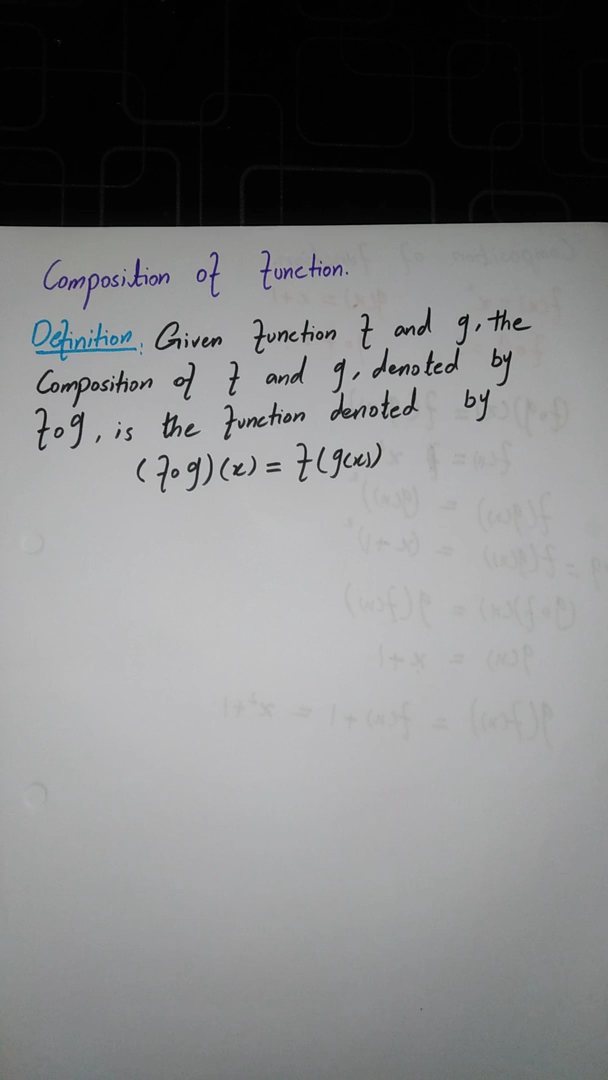 Composition of function.
Definition: Given function f and g, the
Composition of f and g, denoted by
fog, is the function denoted by
(fog)(x) = f(g(x))